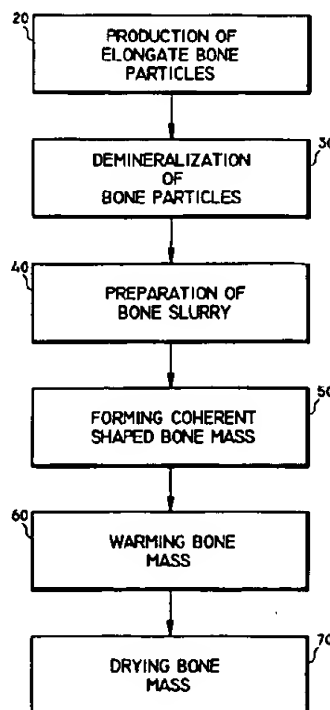 20
PRODUCTION OF
ELONGATE BONE
PARTICLES
30
DEMINERALIZATION
OF
BONE PARTICLES
40
PREPARATION OF
BONE SLURRY
50
FORMING COHERENT
SHAPED BONE MASS
60
WARMING BONE
MASS
70
DRYING BONE
MASS